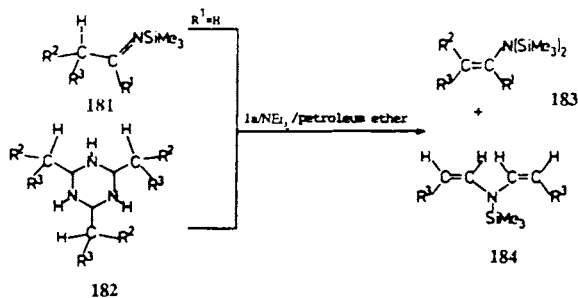 H
R¹=H
NSiMe₃
R²
C
C
R³
R¹
181
R²
N(SiMe₃)₂
C=C
R³
R¹
183
+
1a/NEt₃/petroleum ether
R²
H
H
H
R²
C
N
C
R³
R³
H
N
N
H
H
C
R²
R³
182
H
H
H
H
C=C
C=C
R³
N
R³
SiMe₃
184